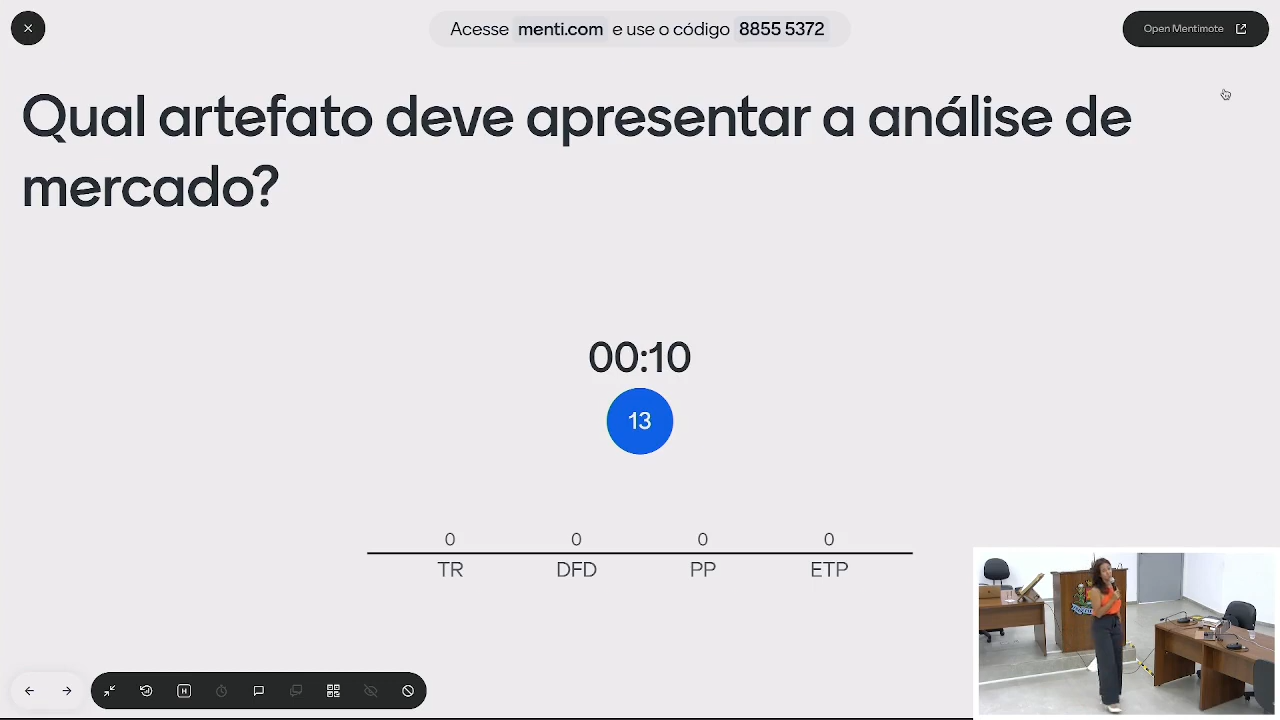 Acesse menti.com e use o código 8855 5372
Open Mentimote
Qual artefato deve apresentar a análise de
mercado?
00:10
13
0 0 0 0
TR DFD PP ETP
H